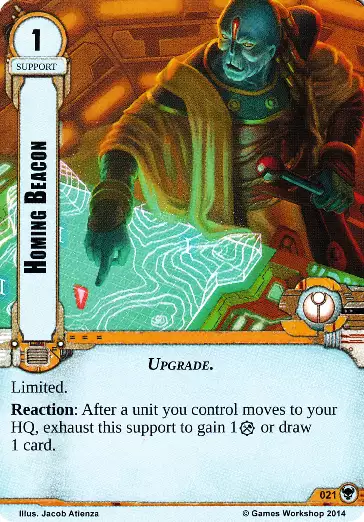 1
SUPPORT
Homing Beacon
Upgrade.
Limited.
Reaction: After a unit you control moves to your
HQ, exhaust this support to gain 1 or draw
1 card.
021
Illus. Jacob Atienza
© Games Workshop 2014